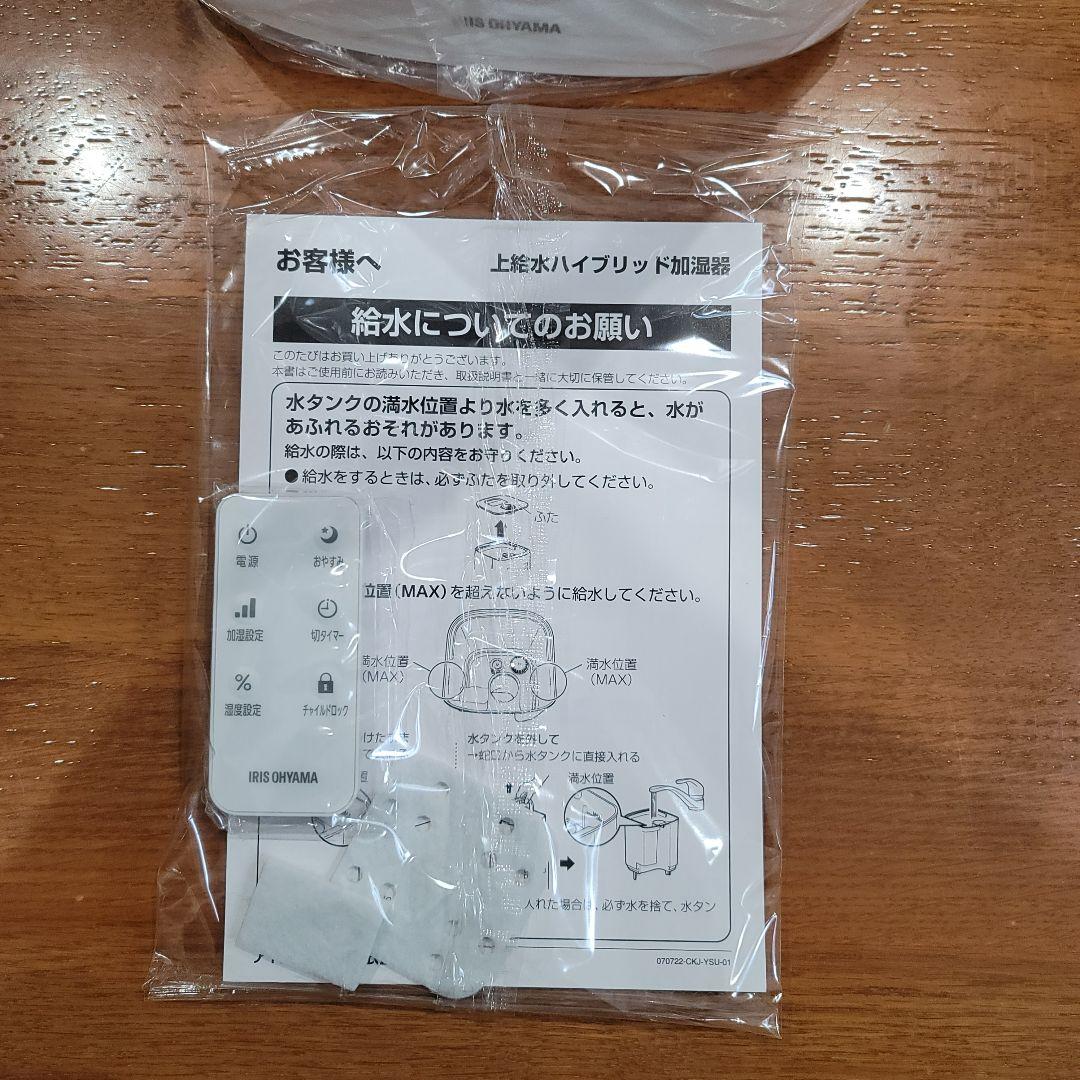 IRIS OHYAMA
お客様へ
上給水ハイブリッド加湿器
給水についてのお願い
このたびはお買い上げありがとうございます。
本書はご使用前にお読みいただき、取扱説明書と一緒に大切に保管してください。
水タンクの満水位置より水を多く入れると、水が
あふれるおそれがあります。
給水の際は、以下の内容をお守りください。
● 給水をするときは、必ずふたを取り外してください。
ふた
位置(MAX)を超えないように給水してください。
満水位置
(MAX)
満水位置
(MAX)
水タンクを外して
→蛇口から水タンクに直接入れる
満水位置
入れた場合は、必ず水を捨て、水タン
070722-CKJ-YSU-01
電源
おやすみ
加湿設定
切タイマー
%
湿度設定
チャイルドロック
IRIS OHYAMA